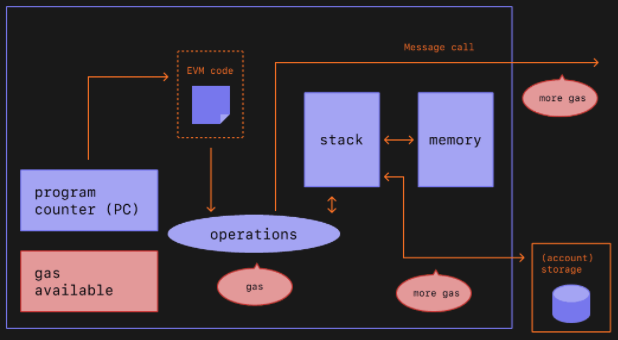 Message call
EVM code
more gas
stack
memory
program
counter (PC)
operations
(account)
storage
gas
available
gas
more gas